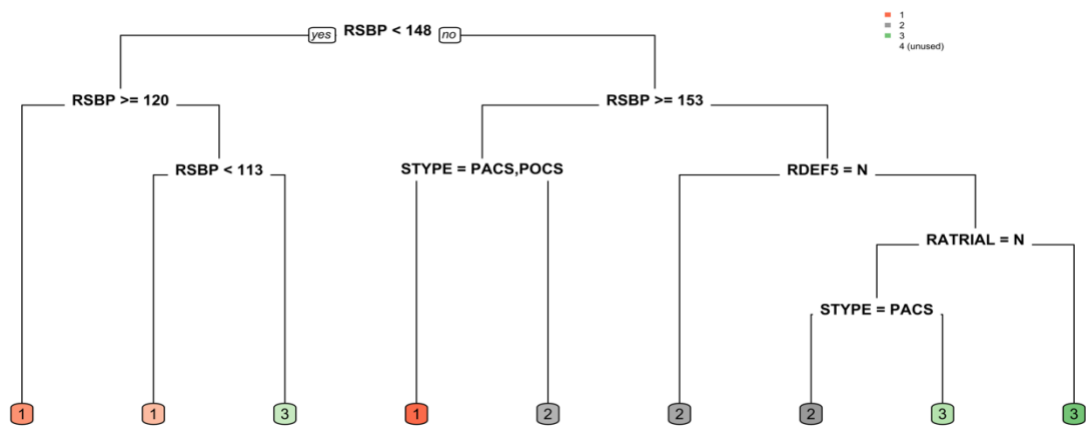 yes RSBP < 148 no
1
2
3
4 (unused)
RSBP >= 120
RSBP >= 153
RSBP < 113
STYPE = PACS,POCS
RDEF5 = N
RATRIAL = N
STYPE = PACS
1 1 3 1 2 2 2 3 3